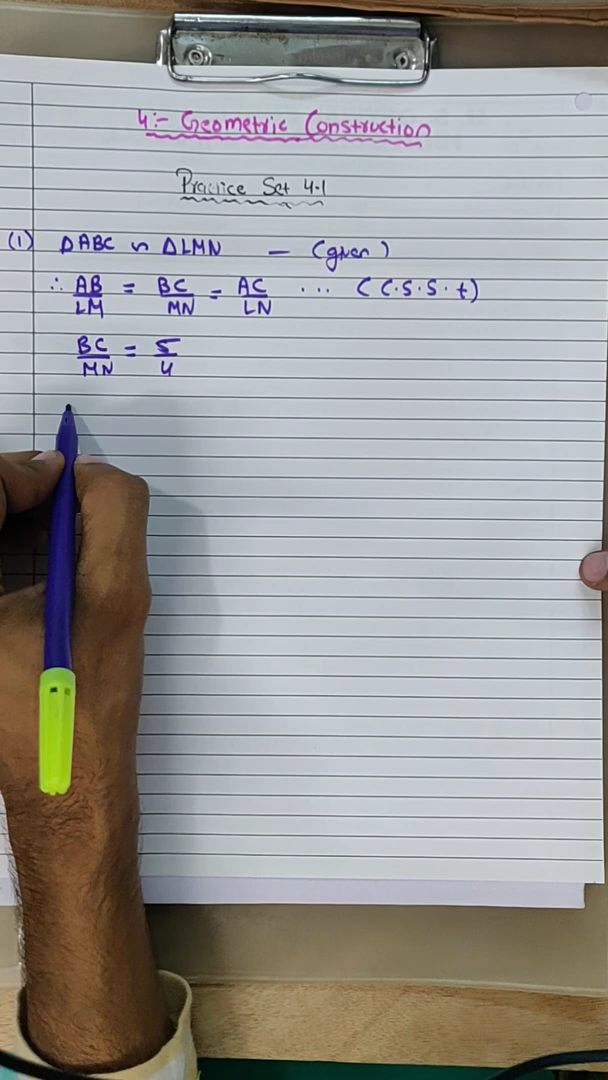 4:- Geometric Construction
Practice Set 4.1
(1) ΔABC ~ ΔLMN — (given)
∴ AB/LM = BC/MN = AC/LN ... (C.S.S.t)
BC/MN = 5/4